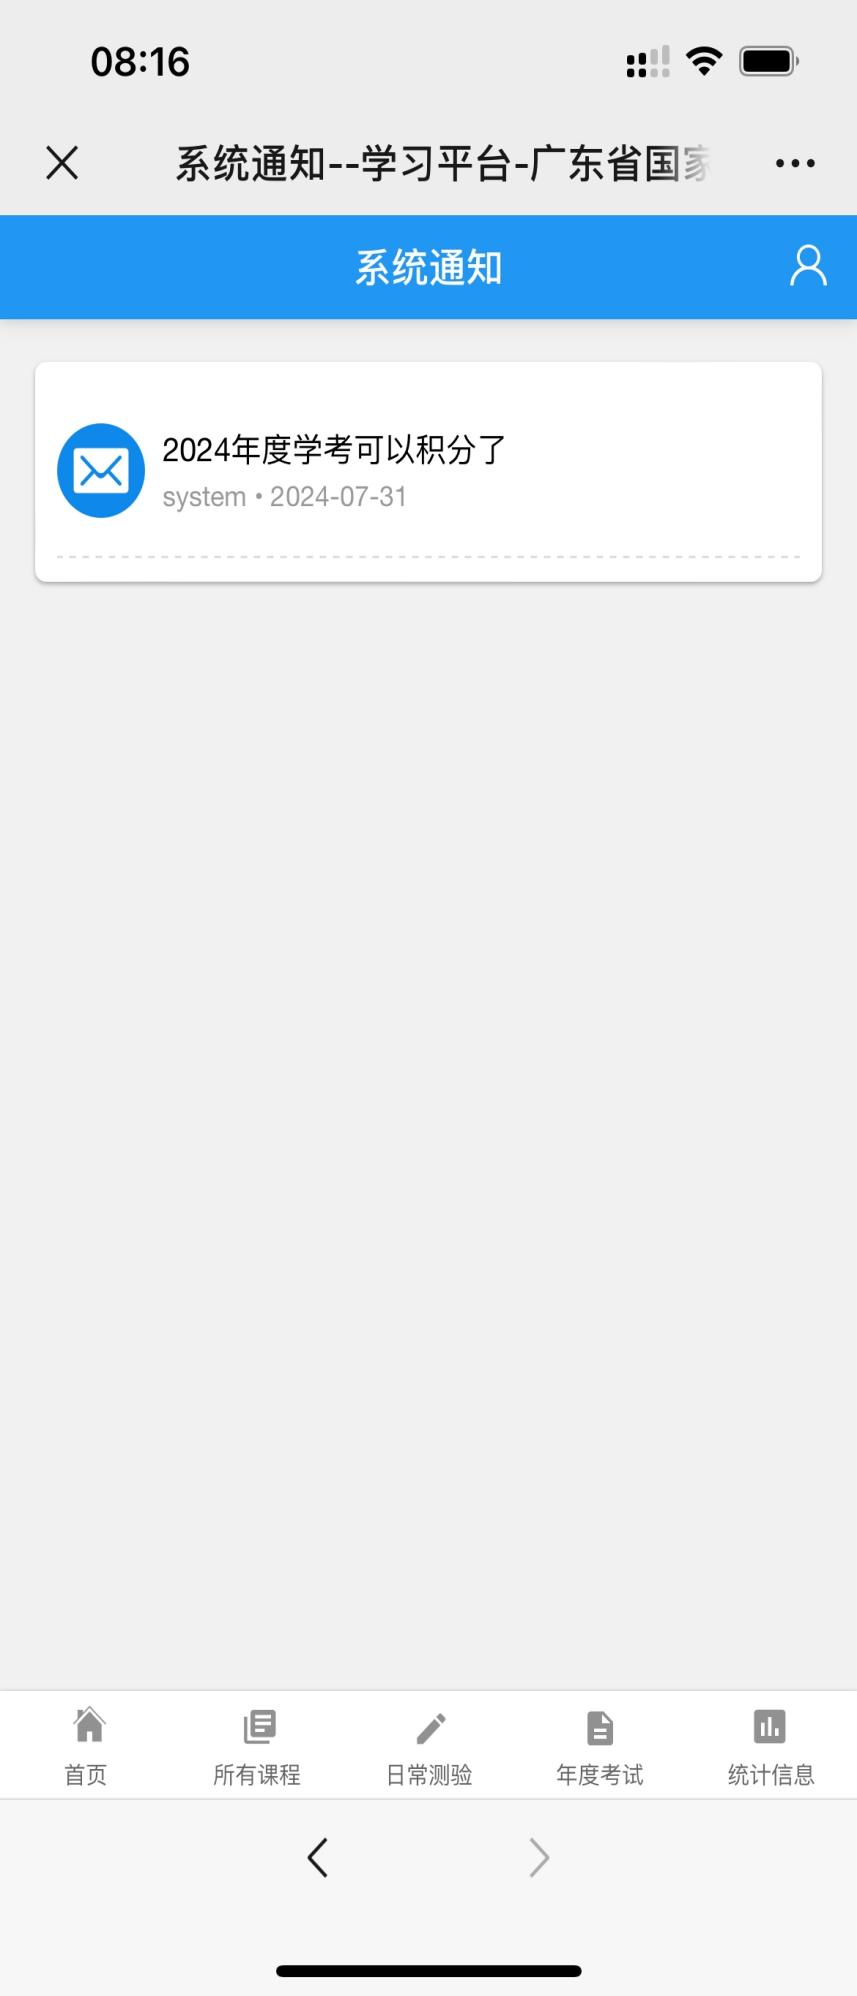 08:16
系统通知--学习平台-广东省国家
系统通知
2024年度学考可以积分了
system • 2024-07-31
首页
所有课程
日常测验
年度考试
统计信息